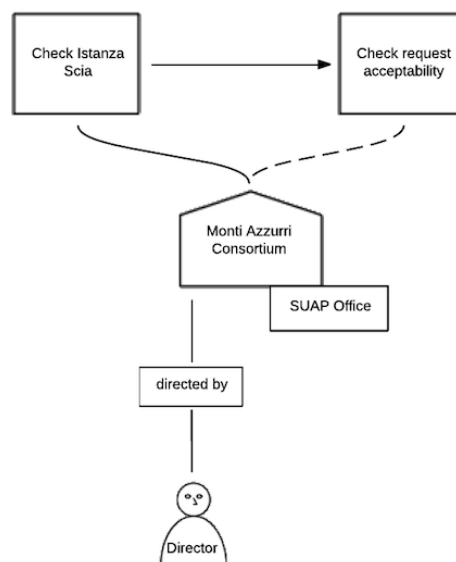 Check Istanza
Scia
Check request
acceptability
Monti Azzurri
Consortium
SUAP Office
directed by
Director